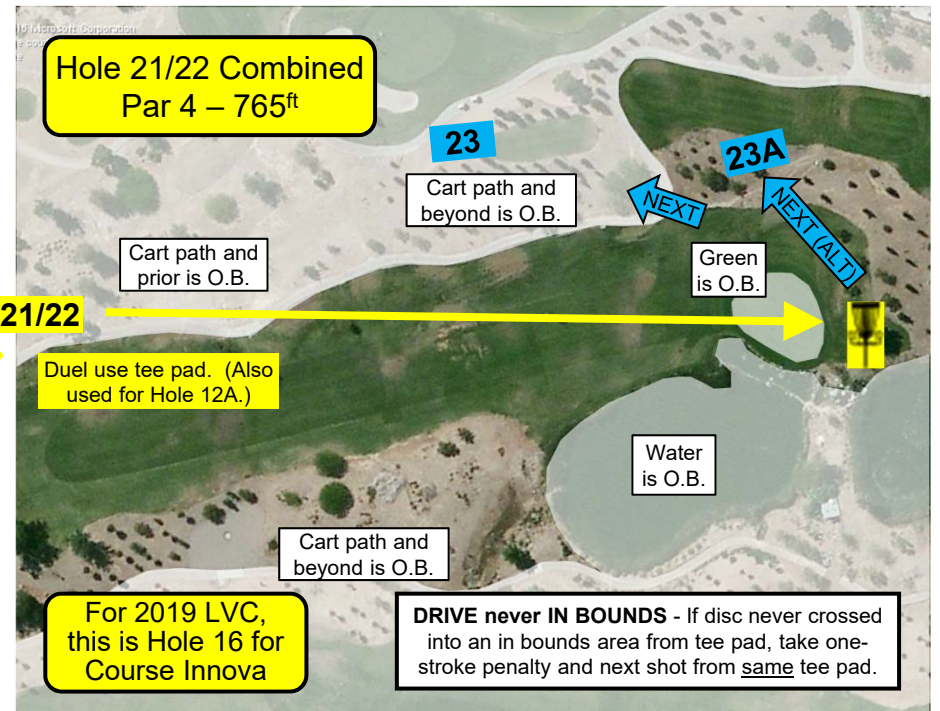 16 Microsoft Corporation
Hole 21/22 Combined
Par 4 – 765ft
23
23A
Cart path and
beyond is O.B.
NEXT
NEXT (ALT)
Cart path and
prior is O.B.
Green
is O.B.
21/22
Duel use tee pad. (Also
used for Hole 12A.)
Water
is O.B.
Cart path and
beyond is O.B.
For 2019 LVC,
this is Hole 16 for
Course Innova
DRIVE never IN BOUNDS - If disc never crossed
into an in bounds area from tee pad, take one-
stroke penalty and next shot from same tee pad.